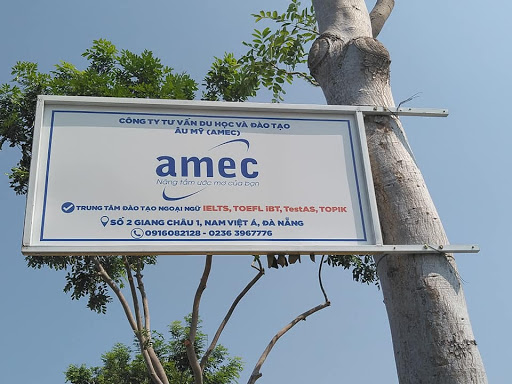 CÔNG TY TƯ VẤN DU HỌC VÀ ĐÀO TẠO
ÂU MỸ (AMEC)
amec
Nâng tầm ước mơ của bạn
TRUNG TÂM ĐÀO TẠO NGOẠI NGỮ IELTS, TOEFL iBT, TestAS, TOPIK
SỐ 2 GIANG CHÂU 1, NAM VIỆT Á, ĐÀ NẴNG
0916082128 - 0236 3967776